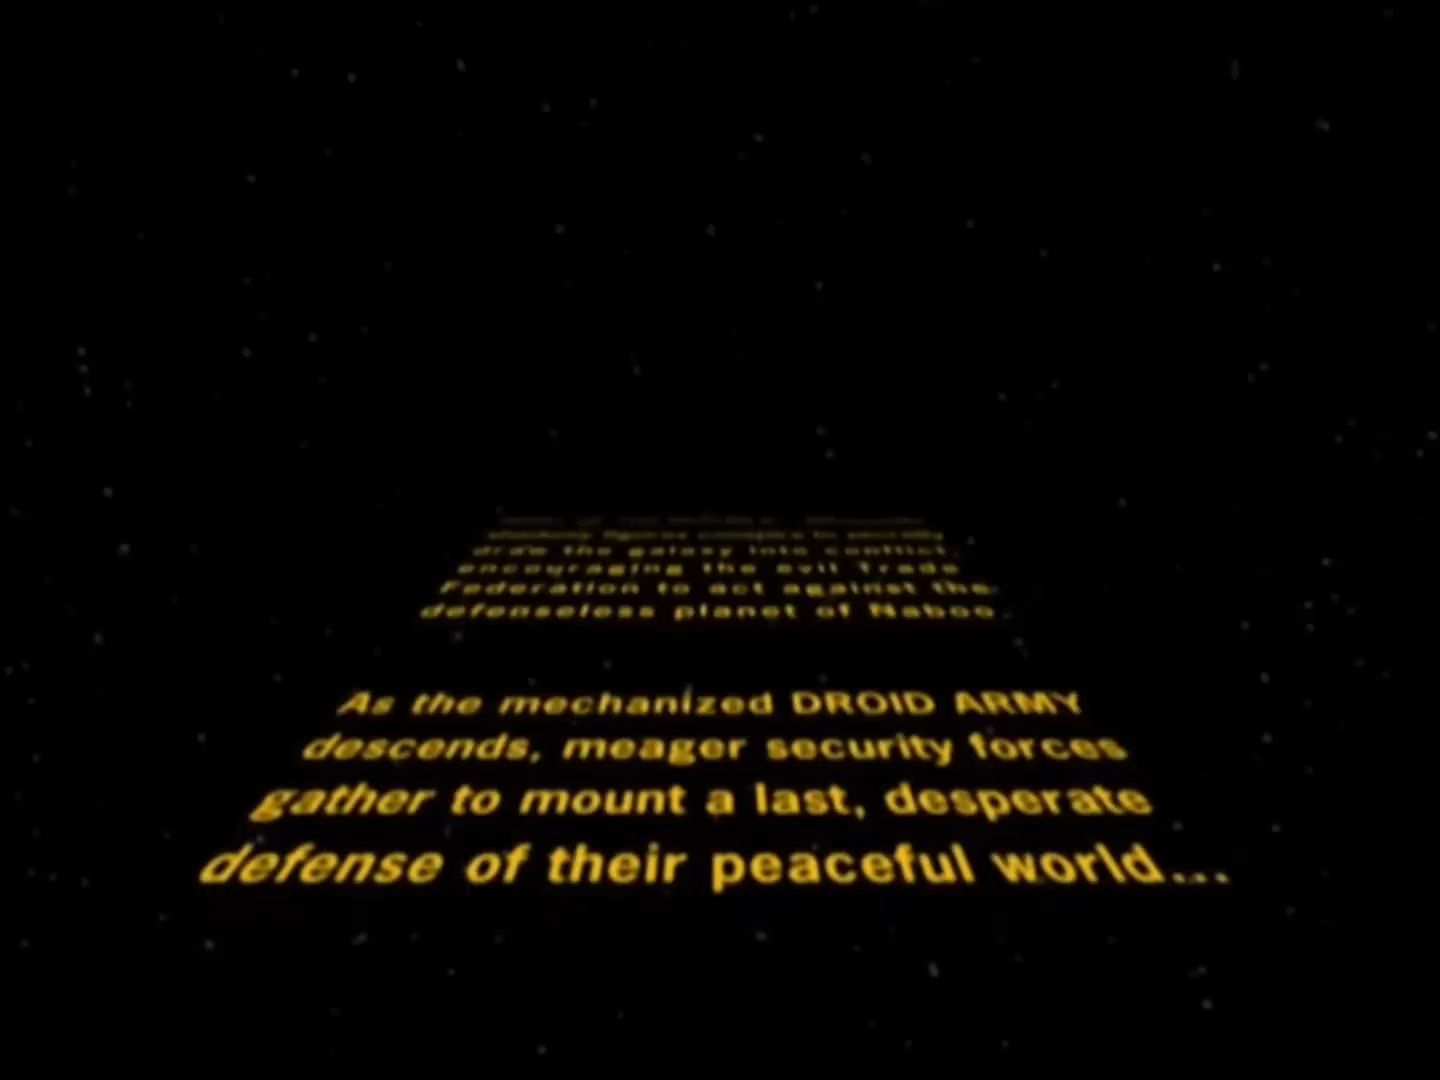 draw the galaxy into conflict,
encouraging the evil Trade
Federation to act against the
defenseless planet of Naboo
As the mechanized DROID ARMY
descends, meager security forces
gather to mount a last, desperate
defense of their peaceful world...